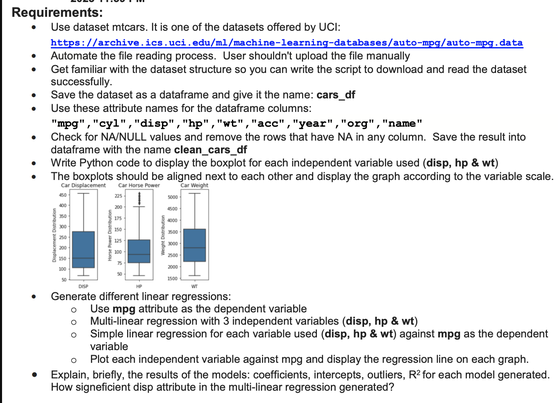 Requirements:
• Use dataset mtcars. It is one of the datasets offered by UCI:
https://archive.ics.uci.edu/ml/machine-learning-databases/auto-mpg/auto-mpg.data
• Automate the file reading process. User shouldn't upload the file manually
• Get familiar with the dataset structure so you can write the script to download and read the dataset
successfully.
• Save the dataset as a dataframe and give it the name: cars_df
• Use these attribute names for the dataframe columns:
"mpg","cyl","disp","hp","wt","acc","year","org","name"
• Check for NA/NULL values and remove the rows that have NA in any column. Save the result into
dataframe with the name clean_cars_df
• Write Python code to display the boxplot for each independent variable used (disp, hp & wt)
• The boxplots should be aligned next to each other and display the graph according to the variable scale.
Car Displacement Car Horse Power Car Weight
Displacement Distribution
450
400
350
300
250
200
150
100
50
DISP
Horse Power Distribution
225
200
175
150
125
100
75
50
HP
Weight Distribution
5000
4500
4000
3500
3000
2500
2000
1500
WT
• Generate different linear regressions:
o Use mpg attribute as the dependent variable
o Multi-linear regression with 3 independent variables (disp, hp & wt)
o Simple linear regression for each variable used (disp, hp & wt) against mpg as the dependent
variable
o Plot each independent variable against mpg and display the regression line on each graph.
• Explain, briefly, the results of the models: coefficients, intercepts, outliers, R² for each model generated.
How signeficient disp attribute in the multi-linear regression generated?